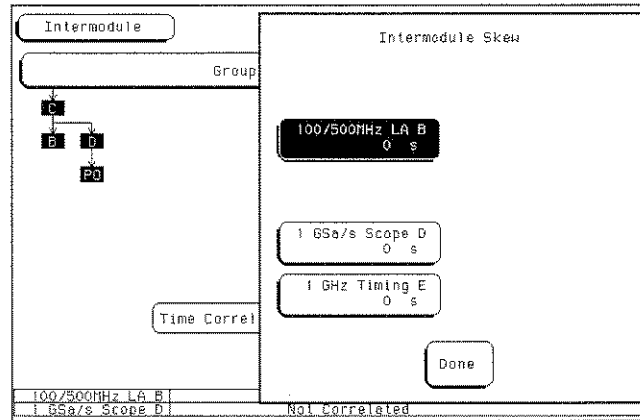 Intermodule
Intermodule Skew
Group
C
B D
PO
100/500MHz LA B
0 s
1 GSa/s Scope D
0 s
1 GHz Timing E
0 s
Time Correl
Done
100/500MHz LA B
1 GSa/s Scope D Not Correlated